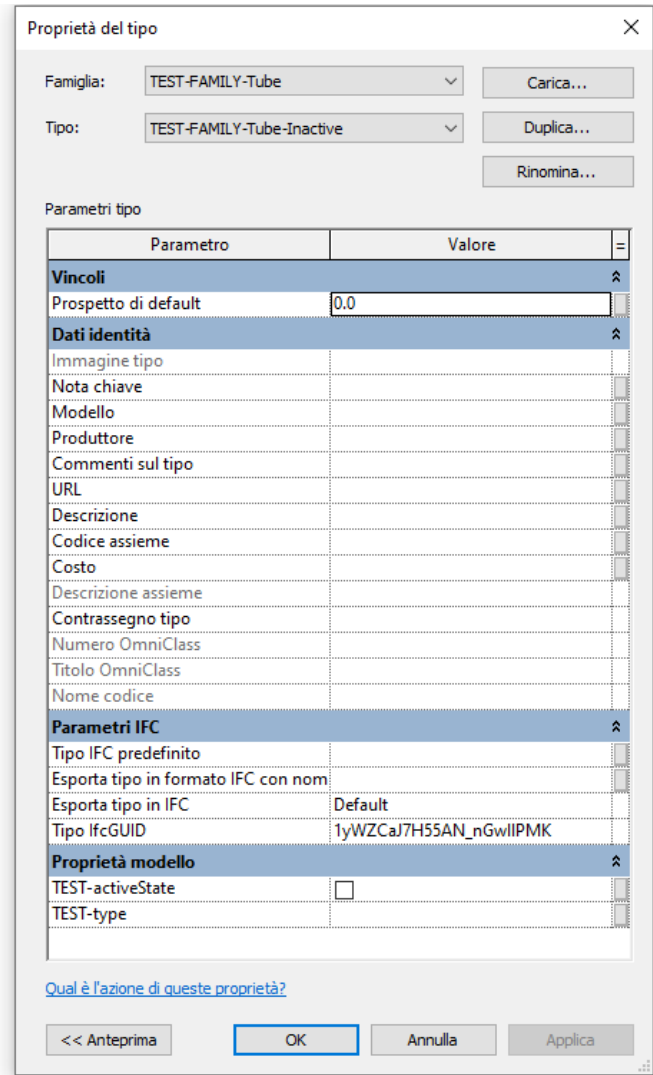 Proprietà del tipo
Famiglia: TEST-FAMILY-Tube Carica...
Tipo: TEST-FAMILY-Tube-Inactive Duplica...
Rinomina...
Parametri tipo
Parametro Valore =
Vincoli
Prospetto di default 0.0
Dati identità
Immagine tipo
Nota chiave
Modello
Produttore
Commenti sul tipo
URL
Descrizione
Codice assieme
Costo
Descrizione assieme
Contrassegno tipo
Numero OmniClass
Titolo OmniClass
Nome codice
Parametri IFC
Tipo IFC predefinito
Esporta tipo in formato IFC con nom
Esporta tipo in IFC Default
Tipo IfcGUID 1yWZCaJ7H55AN_nGwIIPMK
Proprietà modello
TEST-activeState
TEST-type
Qual è l'azione di queste proprietà?
<< Anteprima OK Annulla Applica